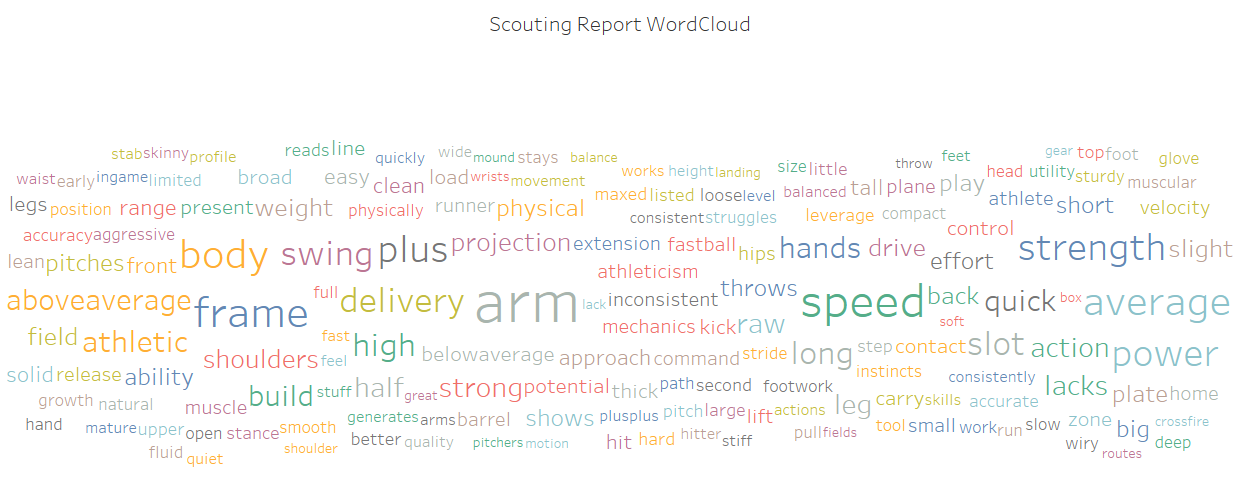 Scouting Report WordCloud
stab skinny profile reads line quickly wide mound stays balance throw feet gear top foot glove
waist early ingame limited broad easy clean load wrists movement works height landing size little head utility sturdy muscular
legs position range present weight physically runner physical maxed listed loose level balanced tall plane play athlete short velocity
accuracy aggressive consistent struggles leverage compact control
lean pitches front body swing plus projection extension fastball hips hands drive effort strength slight
athleticism
aboveaverage frame full delivery arm lack inconsistent throws speed back quick box average
field athletic fast high mechanics kick raw soft
shoulders feel belowaverage approach command stride long step contact slot action power
solid release ability stuff half great strong potential thick path second footwork instincts consistently lacks plate home
growth natural muscle build generates arms barrel shows plusplus pitch large lift actions leg carry skills accurate
hand mature upper open stance smooth better quality pitchers motion hit hard hitter stiff pull fields tool small work run slow zone big crossfire
fluid quiet shoulder wiry routes deep